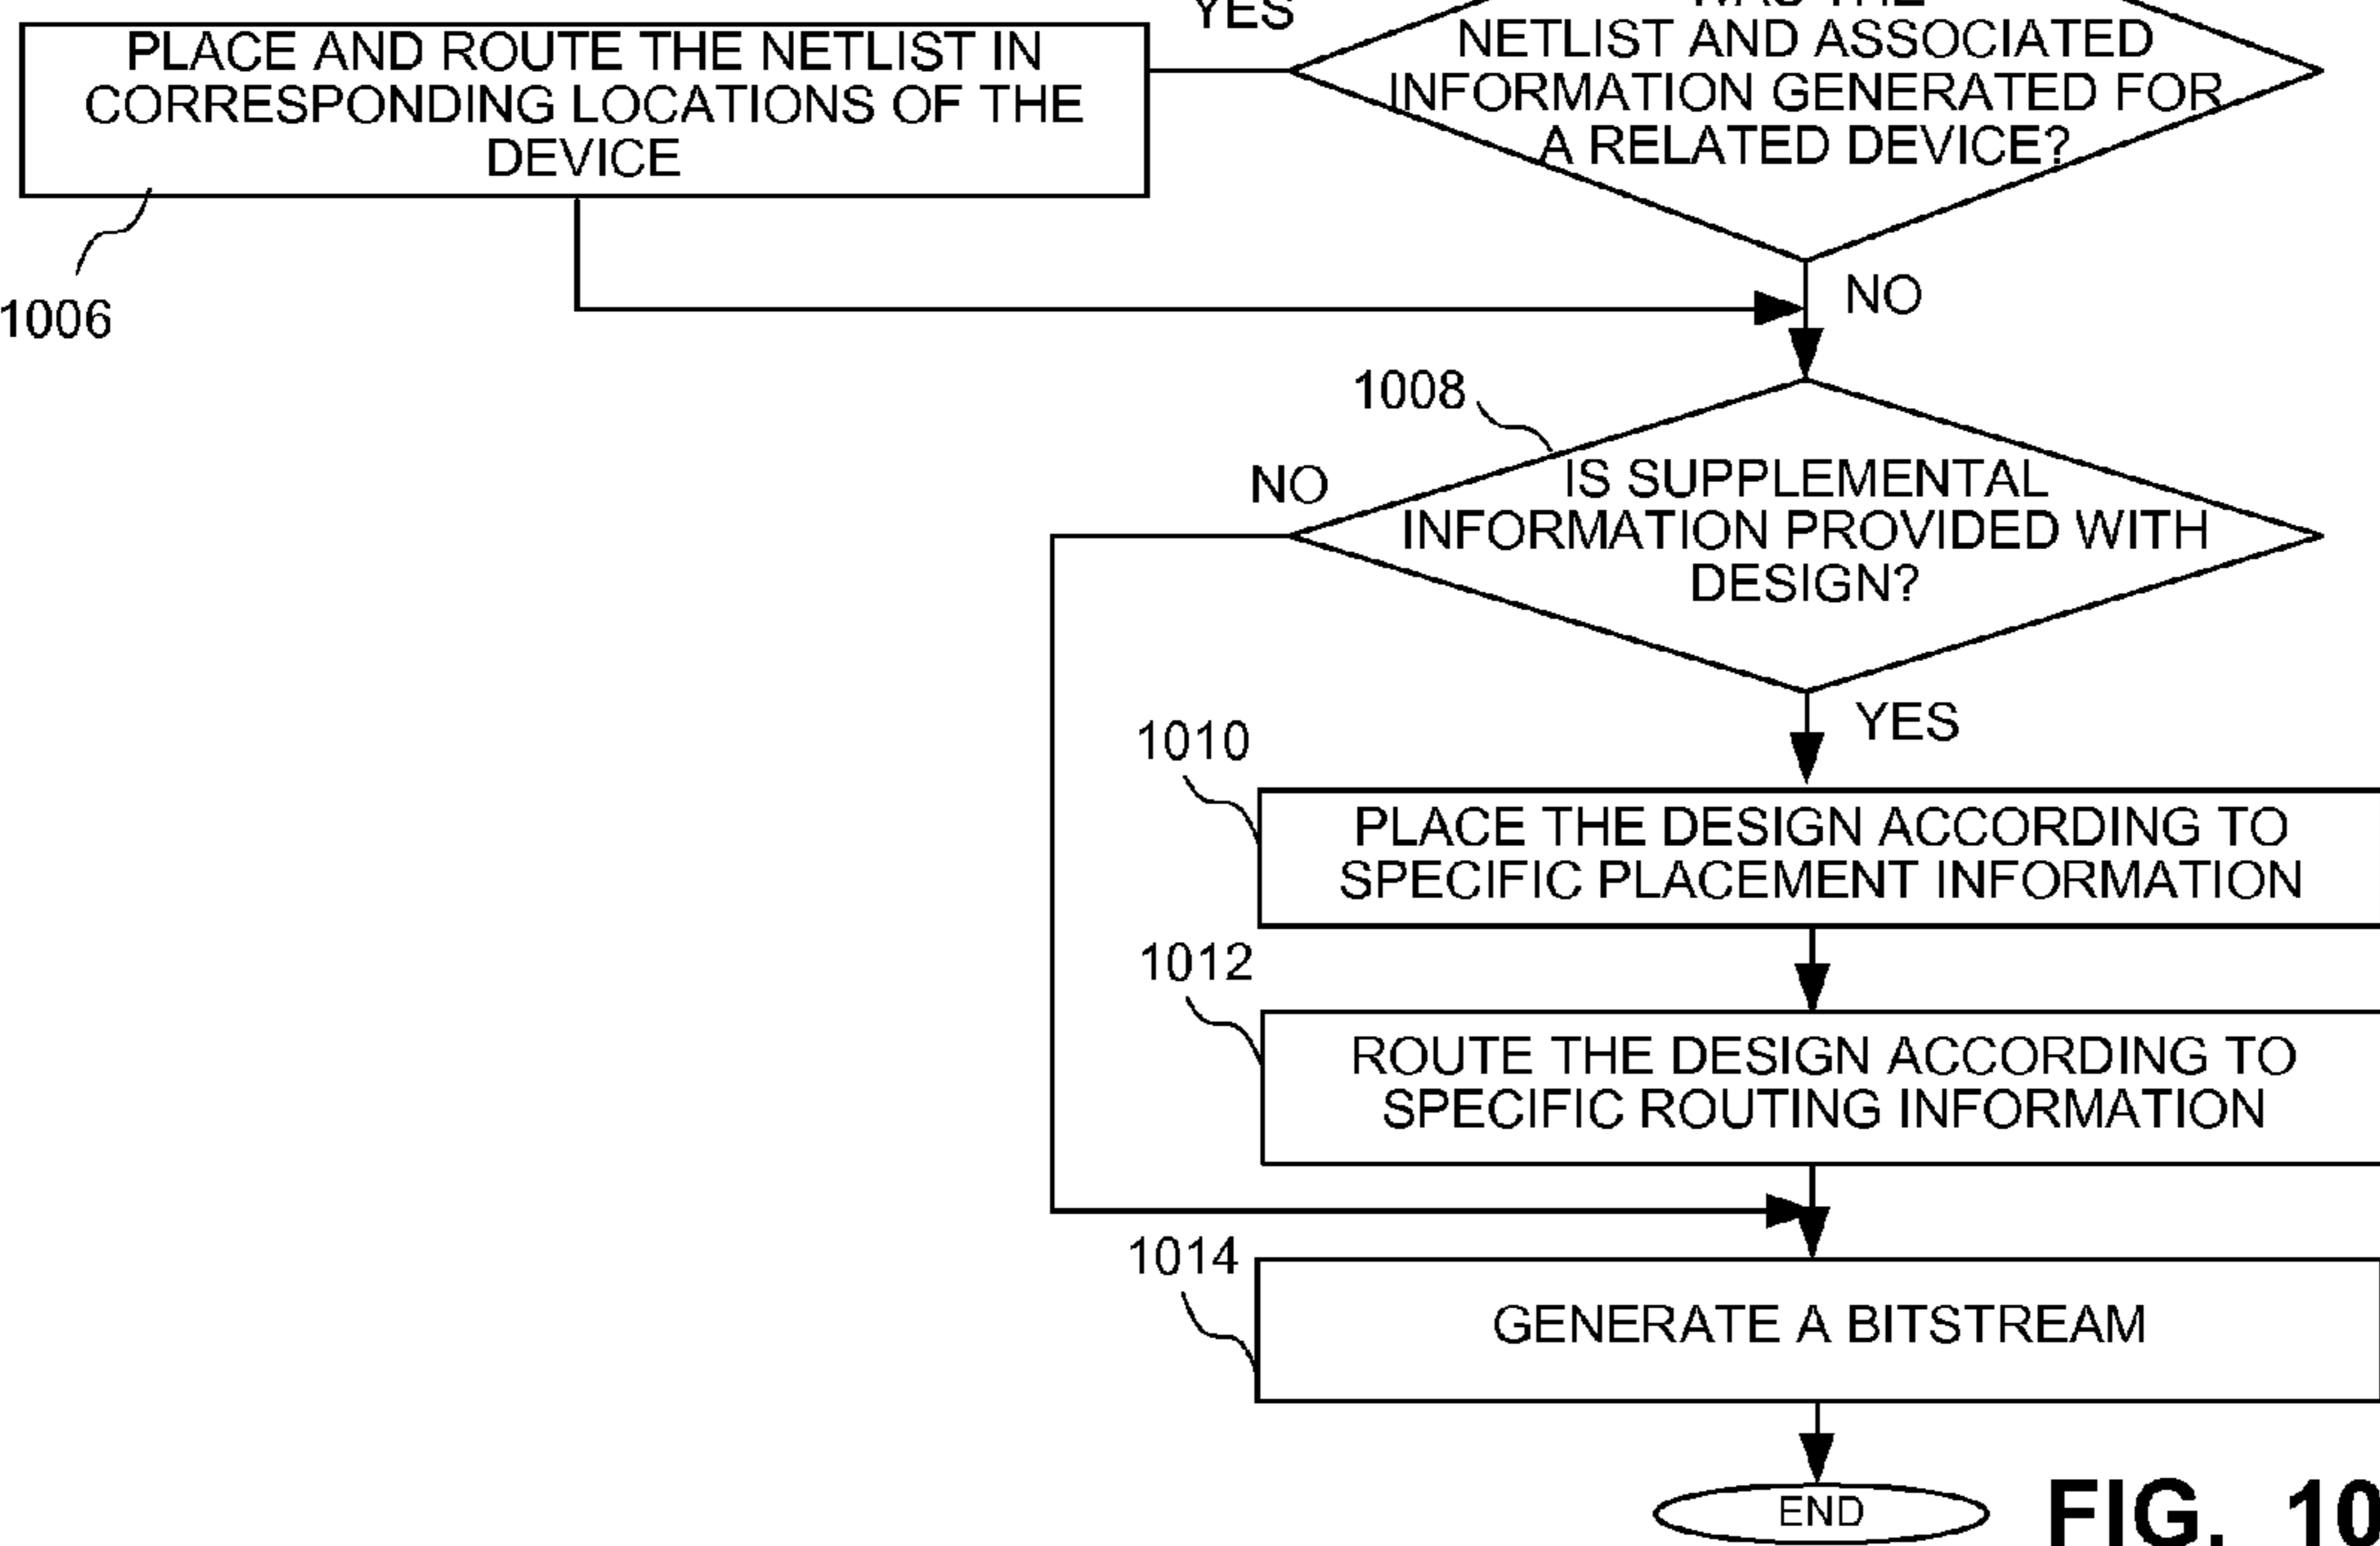 YES
PLACE AND ROUTE THE NETLIST IN
CORRESPONDING LOCATIONS OF THE
DEVICE
1006
NETLIST AND ASSOCIATED
INFORMATION GENERATED FOR
A RELATED DEVICE?
NO
1008
IS SUPPLEMENTAL
INFORMATION PROVIDED WITH
DESIGN?
NO
YES
1010
PLACE THE DESIGN ACCORDING TO
SPECIFIC PLACEMENT INFORMATION
1012
ROUTE THE DESIGN ACCORDING TO
SPECIFIC ROUTING INFORMATION
1014
GENERATE A BITSTREAM
END
FIG. 10